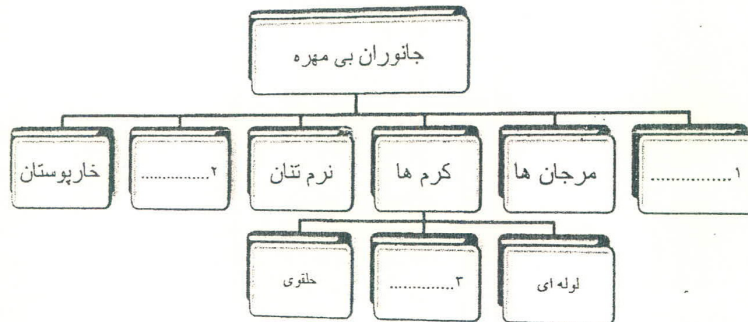 جانوران بی مهره
۱...............
مرجان ها
کرم ها
نرم تنان
۲...............
خارپوستان
لوله ای
۳..............
حلقوی